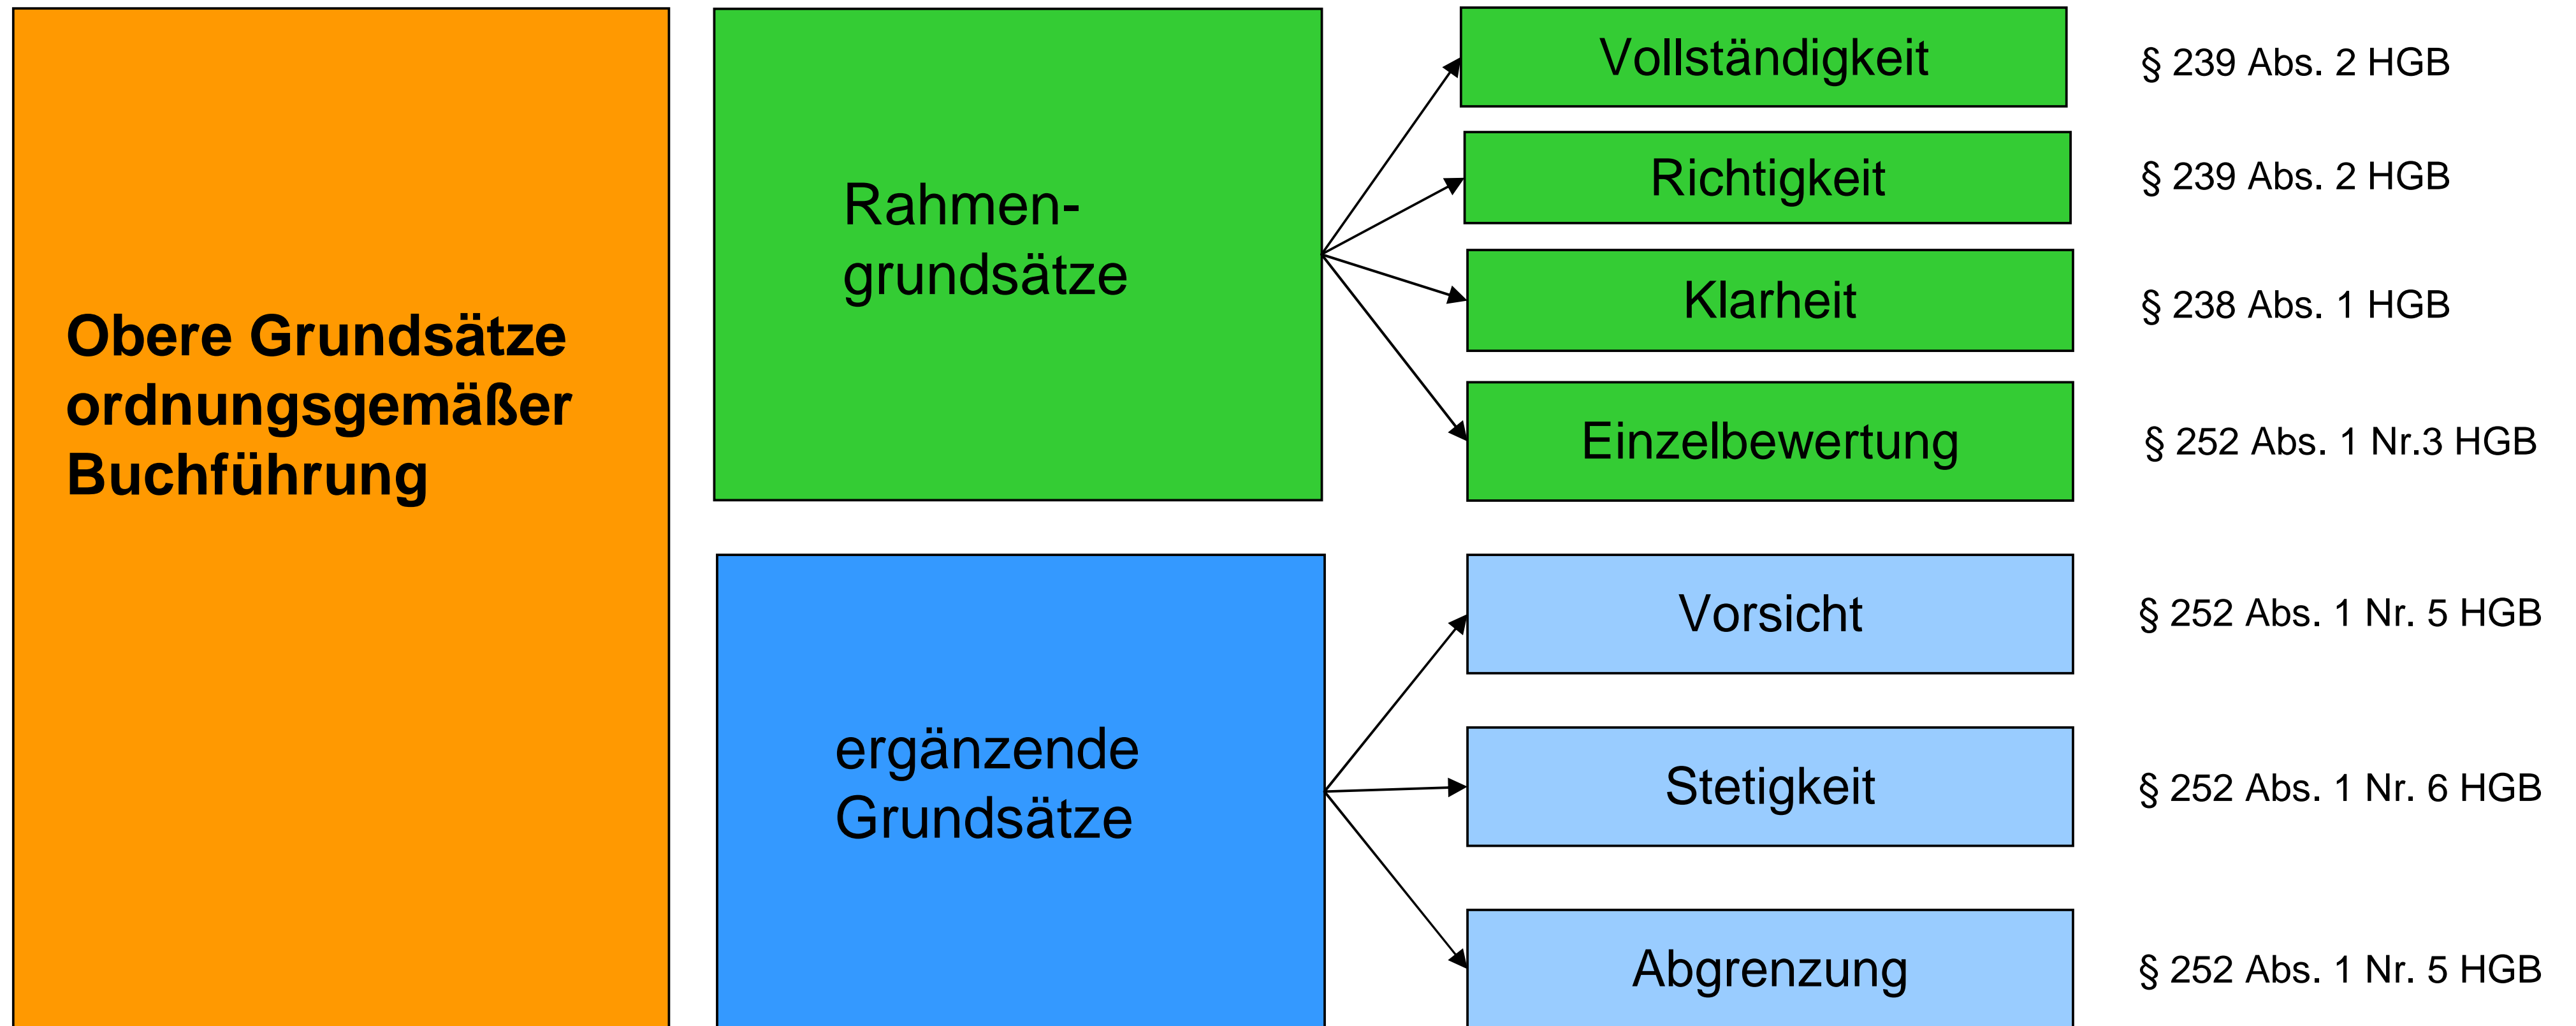 Obere Grundsätze
ordnungsgemäßer
Buchführung
Rahmen-
grundsätze
Vollständigkeit
§ 239 Abs. 2 HGB
Richtigkeit
§ 239 Abs. 2 HGB
Klarheit
§ 238 Abs. 1 HGB
Einzelbewertung
§ 252 Abs. 1 Nr.3 HGB
ergänzende
Grundsätze
Vorsicht
§ 252 Abs. 1 Nr. 5 HGB
Stetigkeit
§ 252 Abs. 1 Nr. 6 HGB
Abgrenzung
§ 252 Abs. 1 Nr. 5 HGB